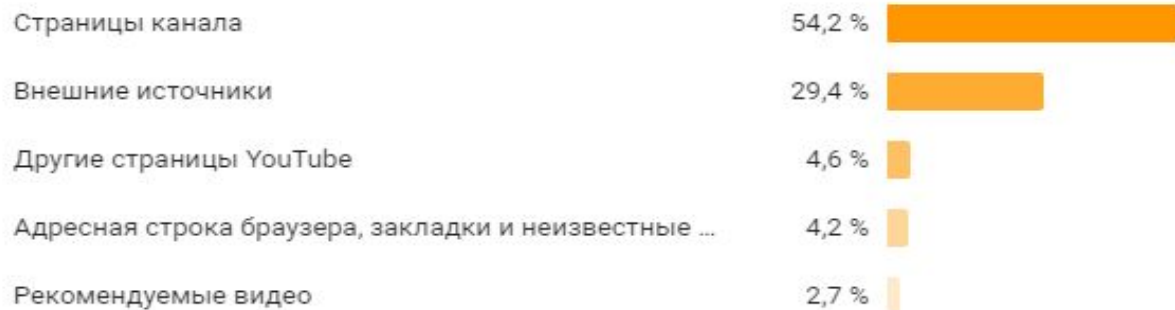 Страницы канала 54,2 %
Внешние источники 29,4 %
Другие страницы YouTube 4,6 %
Адресная строка браузера, закладки и неизвестные ... 4,2 %
Рекомендуемые видео 2,7 %